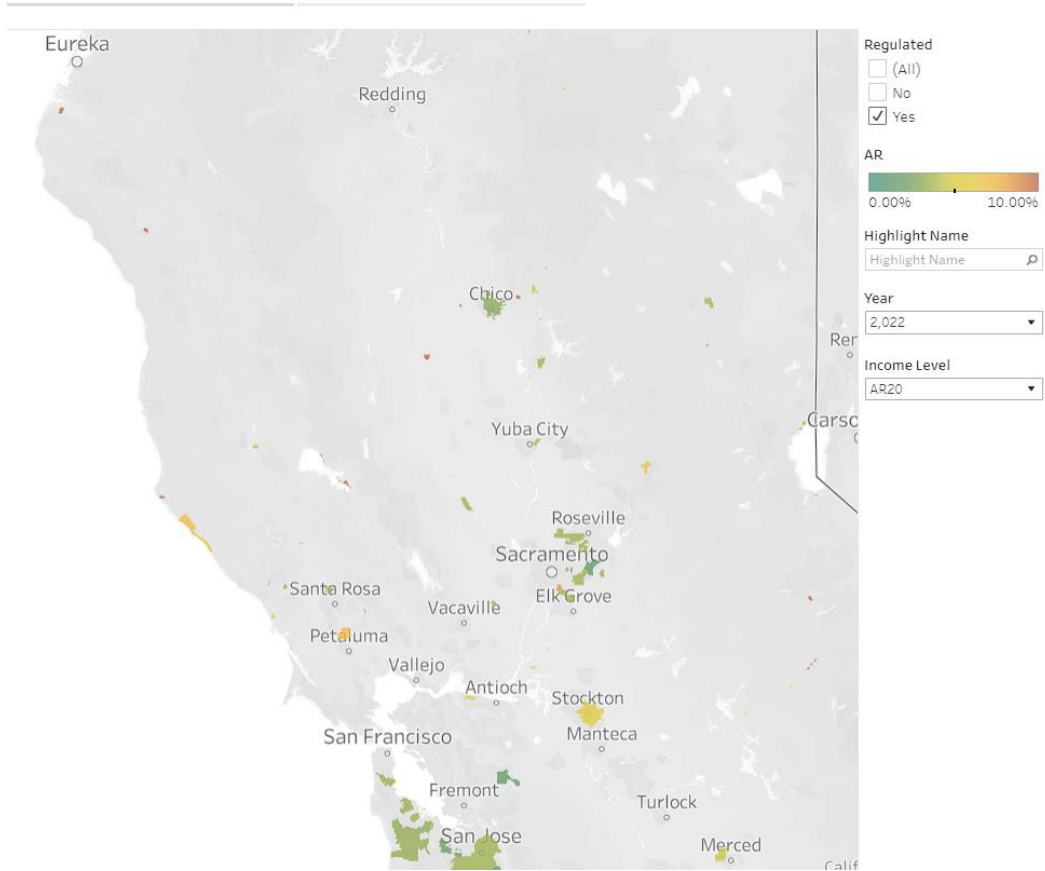 Eureka
Redding
Chico
Yuba City
Roseville
Sacramento
Elk Grove
Santa Rosa
Vacaville
Petaluma
Vallejo
Antioch
Stockton
Manteca
San Francisco
Fremont
Turlock
San Jose
Merced
Ren
Carso
Calif
Regulated
(All)
No
Yes
AR
0.00% 10.00%
Highlight Name
Highlight Name
Year
2,022
Income Level
AR20